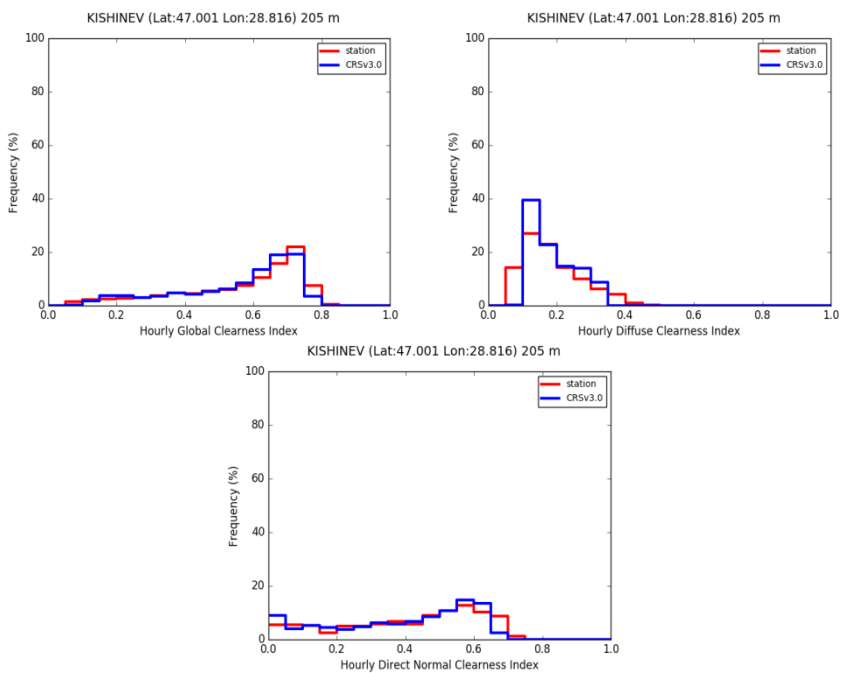 KISHINEV (Lat:47.001 Lon:28.816) 205 m
100
80
60
40
20
0
Frequency (%)
station
CRSv3.0
0.0 0.2 0.4 0.6 0.8 1.0
Hourly Global Clearness Index
KISHINEV (Lat:47.001 Lon:28.816) 205 m
100
80
60
40
20
0
Frequency (%)
station
CRSv3.0
0.0 0.2 0.4 0.6 0.8 1.0
Hourly Diffuse Clearness Index
KISHINEV (Lat:47.001 Lon:28.816) 205 m
100
80
60
40
20
0
Frequency (%)
station
CRSv3.0
0.0 0.2 0.4 0.6 0.8 1.0
Hourly Direct Normal Clearness Index